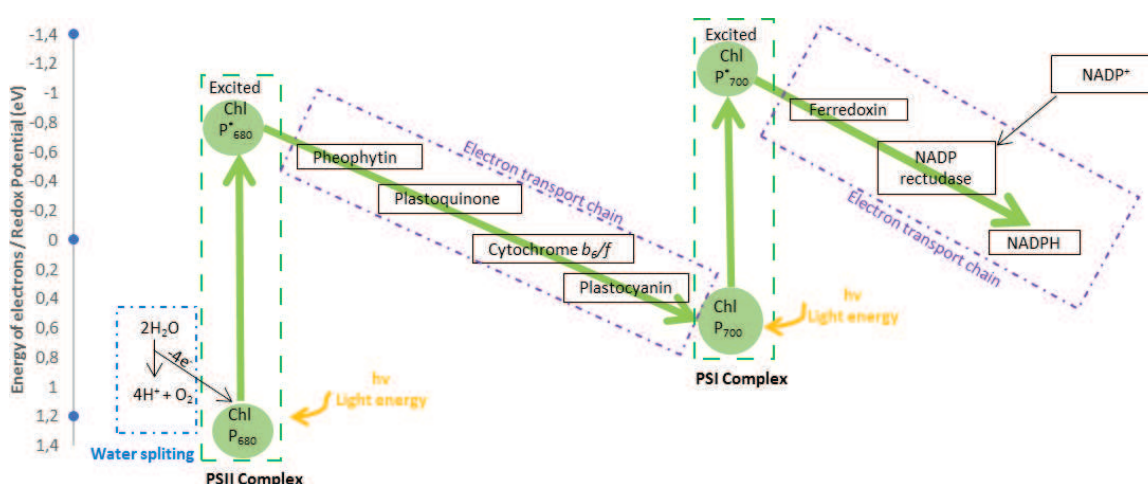 Energy of electrons / Redox Potential (eV)
-1,4
-1,2
-1
-0,8
-0,6
-0,4
-0,2
0
0,2
0,4
0,6
0,8
1
1,2
1,4
2H₂O
-4e⁻
4H⁺ + O₂
Water spliting
Excited
Chl
P*₆₈₀
Chl
P₆₈₀
PSII Complex
hv
Light energy
Pheophytin
Plastoquinone
Cytochrome b₆/f
Plastocyanin
Electron transport chain
Excited
Chl
P*₇₀₀
Chl
P₇₀₀
PSI Complex
hv
Light energy
Ferredoxin
NADP⁺
NADP
rectudase
NADPH
Electron transport chain